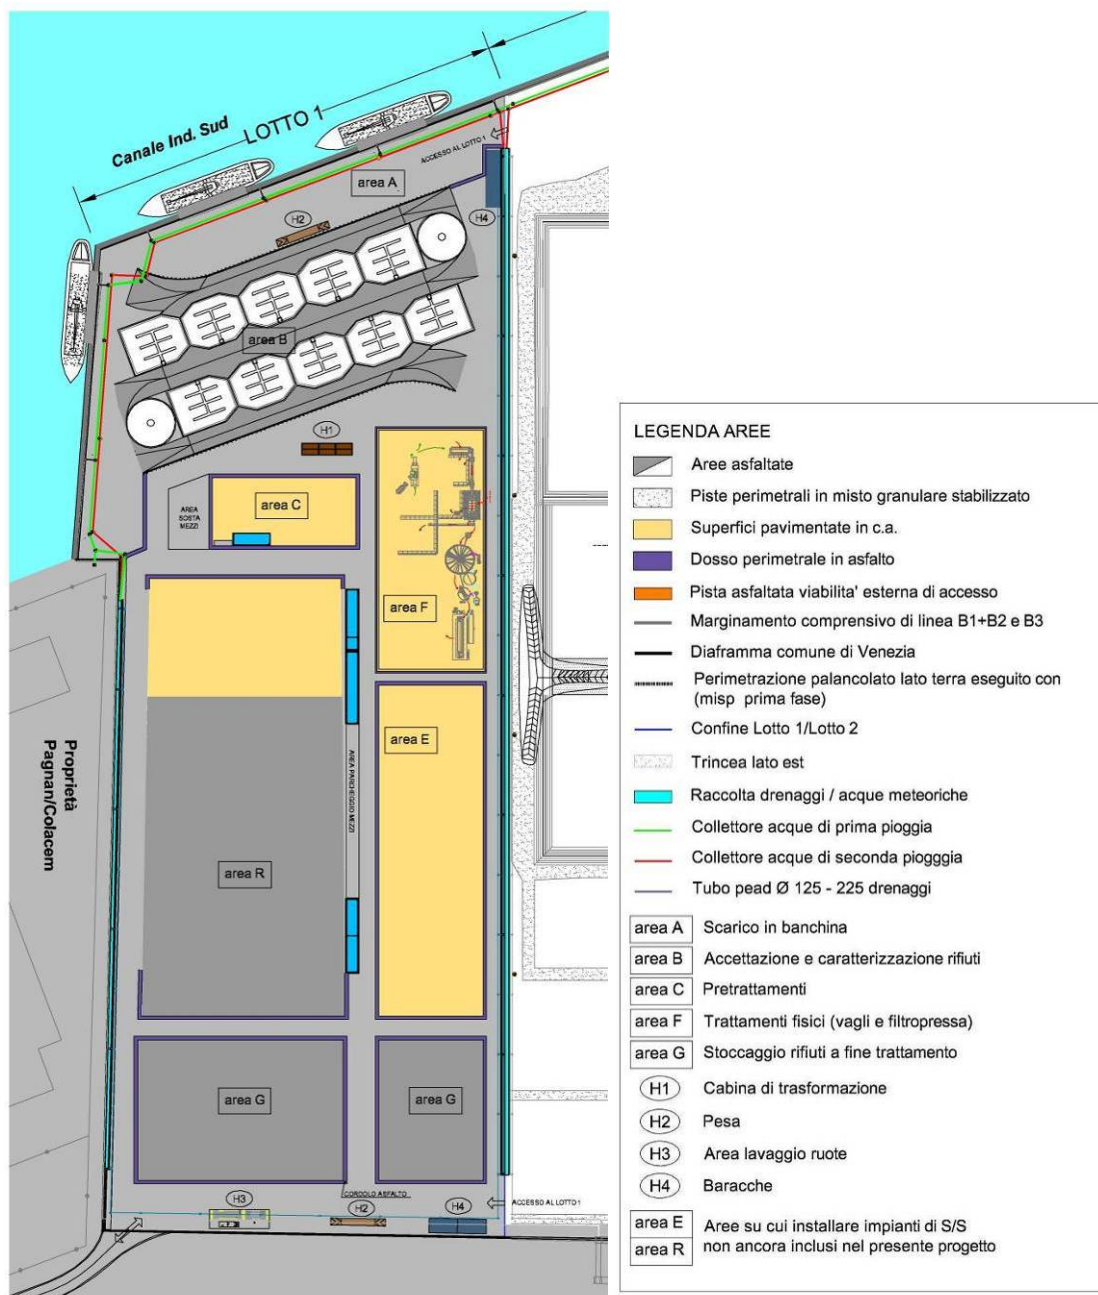 Canale Ind. Sud
LOTTO 1
ACCESSO AL LOTTO 1
area A
H2
H4
area B
H1
AREA
SOSTA
MEZZI
area C
area F
area E
AREA PARCHEGGIO MEZZI
Proprietà
Pagnan/Colacem
area R
area G
area G
CORDOLO ASFALTO
H3
H2
H4
ACCESSO AL LOTTO 1
LEGENDA AREE
Aree asfaltate
Piste perimetrali in misto granulare stabilizzato
Superfici pavimentate in c.a.
Dosso perimetrale in asfalto
Pista asfaltata viabilita' esterna di accesso
Marginamento comprensivo di linea B1+B2 e B3
Diaframma comune di Venezia
Perimetrazione palancolato lato terra eseguito con
(misp prima fase)
Confine Lotto 1/Lotto 2
Trincea lato est
Raccolta drenaggi / acque meteoriche
Collettore acque di prima pioggia
Collettore acque di seconda piogggia
Tubo pead Ø 125 - 225 drenaggi
area A Scarico in banchina
area B Accettazione e caratterizzazione rifiuti
area C Pretrattamenti
area F Trattamenti fisici (vagli e filtropressa)
area G Stoccaggio rifiuti a fine trattamento
H1 Cabina di trasformazione
H2 Pesa
H3 Area lavaggio ruote
H4 Baracche
area E Aree su cui installare impianti di S/S
area R non ancora inclusi nel presente progetto